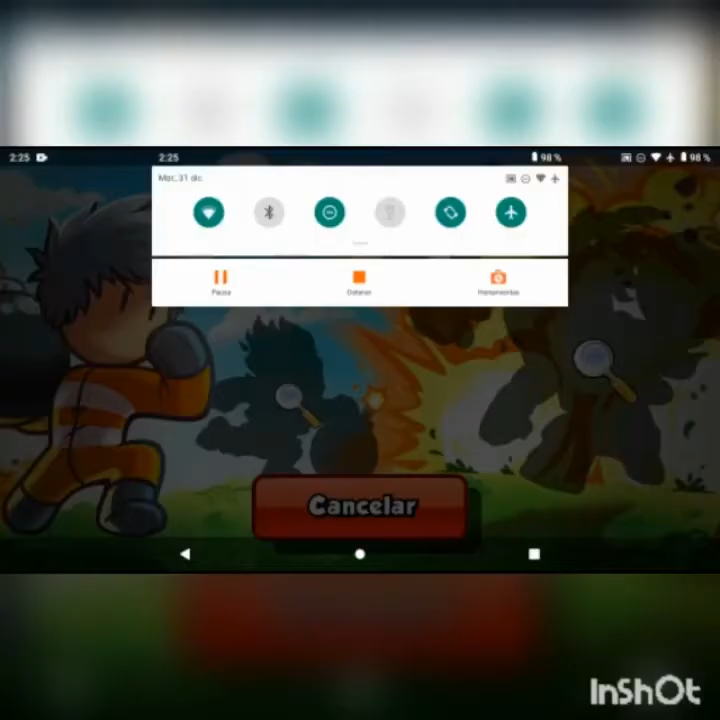 2:25
2:25
98 %
98 %
Mar., 31 dic.
Pausa
Detener
Herramientas
Cancelar
InShOt